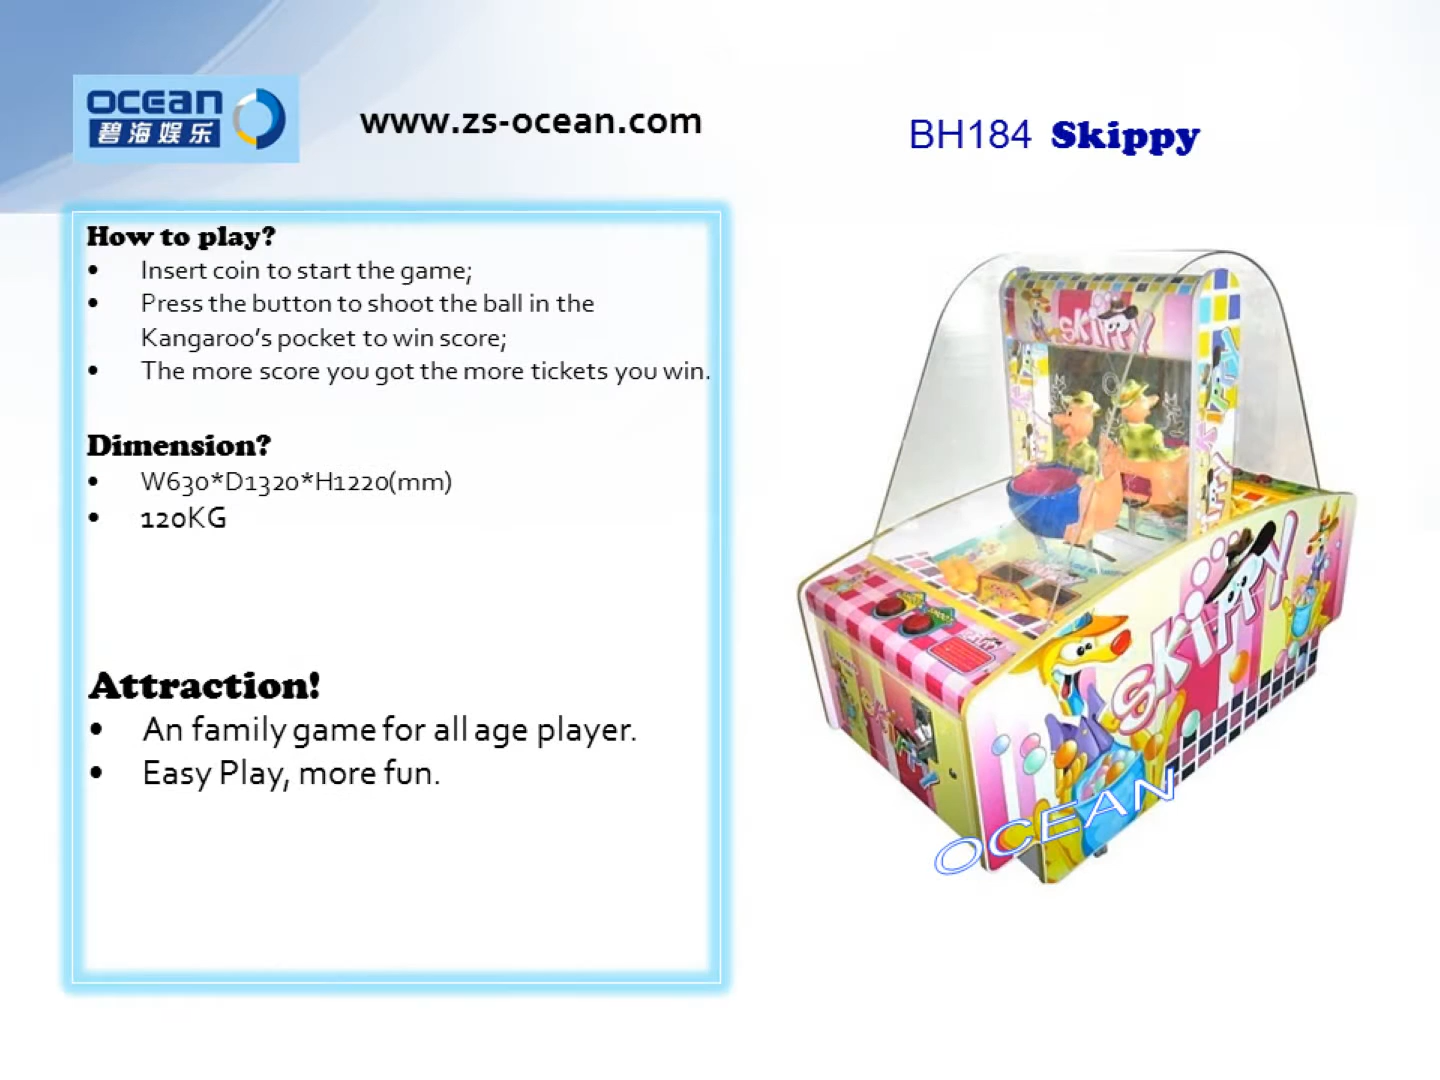 ocean
碧海娱乐
www.zs-ocean.com
BH184 Skippy
How to play?
• Insert coin to start the game;
• Press the button to shoot the ball in the
Kangaroo’s pocket to win score;
• The more score you got the more tickets you win.
Dimension?
• W630*D1320*H1220(mm)
• 120KG
Attraction!
• An family game for all age player.
• Easy Play, more fun.
SKIPPY
SKIPPY
OCEAN